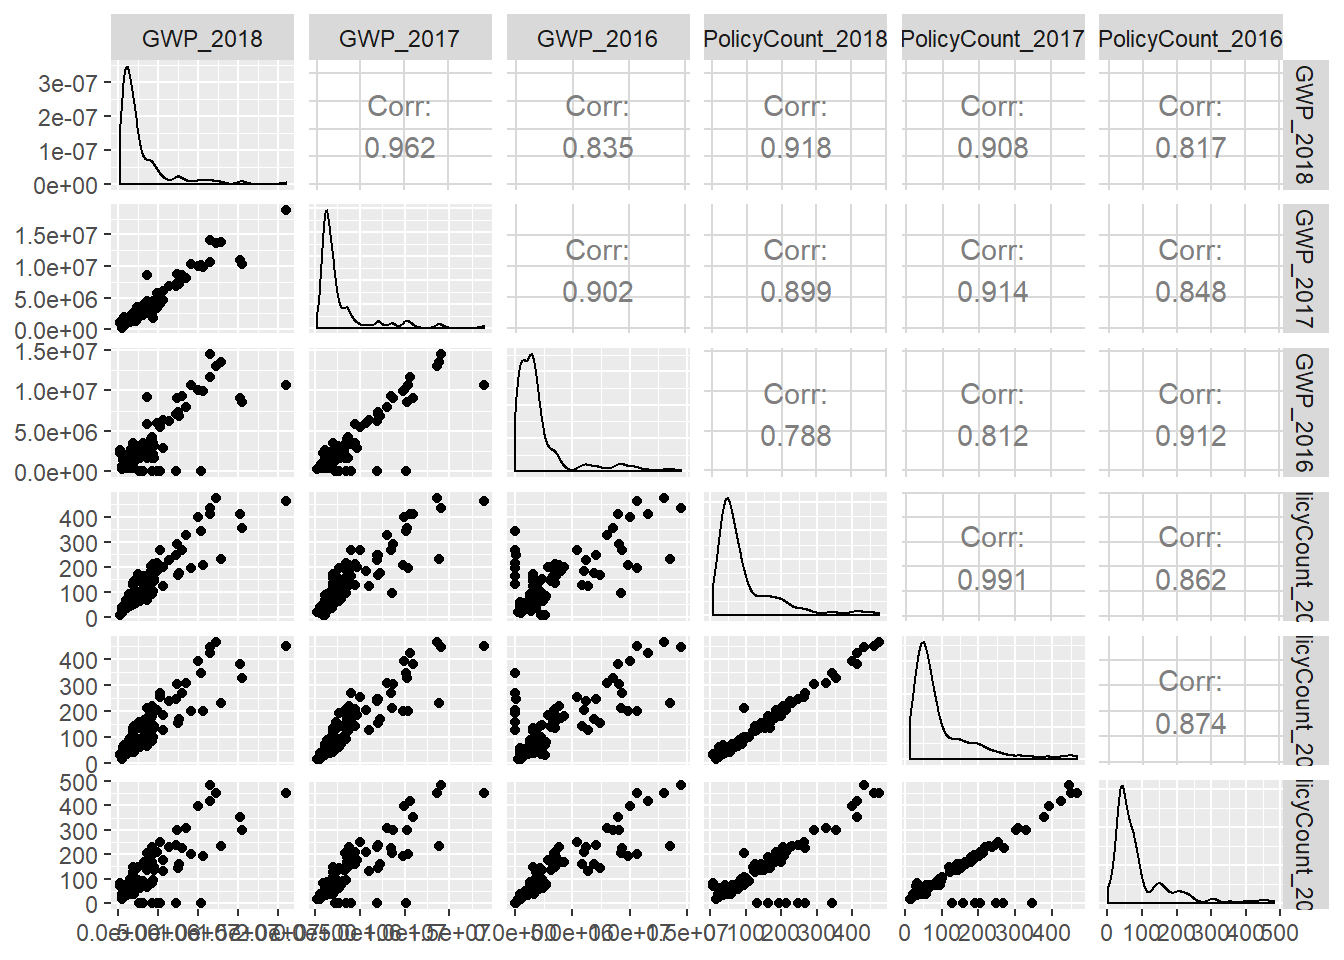 GWP_2018 GWP_2017 GWP_2016 PolicyCount_2018 PolicyCount_2017 PolicyCount_2016
3e-07
2e-07
1e-07
0e+00
Corr:
0.962
Corr:
0.835
Corr:
0.918
Corr:
0.908
Corr:
0.817
GWP_2018
1.5e+07
1.0e+07
5.0e+06
0.0e+00
Corr:
0.902
Corr:
0.899
Corr:
0.914
Corr:
0.848
GWP_2017
1.5e+07
1.0e+07
5.0e+06
0.0e+00
Corr:
0.788
Corr:
0.812
Corr:
0.912
GWP_2016
400
300
200
100
0
Corr:
0.991
Corr:
0.862
licyCount_20
400
300
200
100
0
Corr:
0.874
licyCount_20
500
400
300
200
100
0
licyCount_20
0 100 200 300 400 0 100 200 300 400 0 100 200 300 400 500